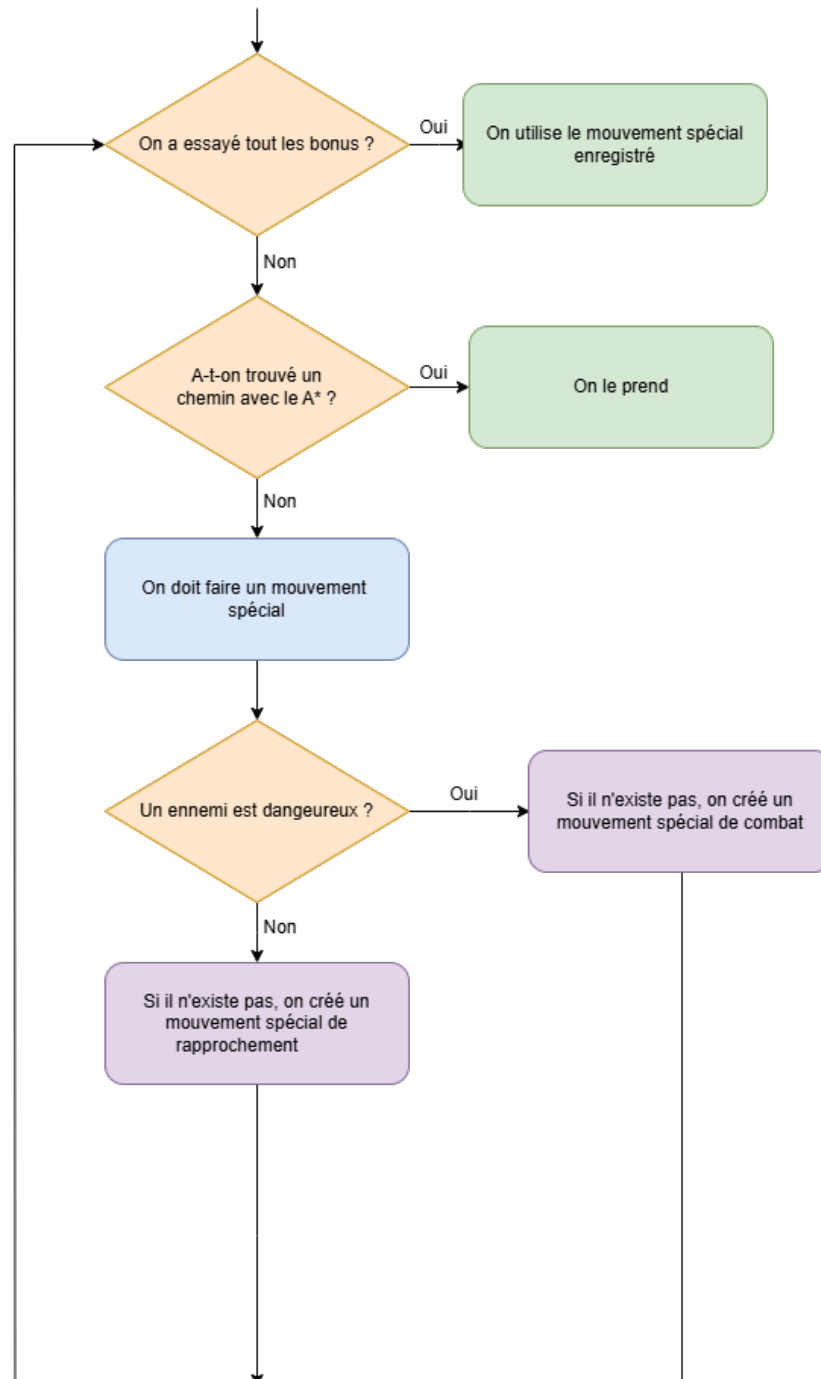 On a essayé tout les bonus ?
Oui
On utilise le mouvement spécial
enregistré
Non
A-t-on trouvé un
chemin avec le A* ?
Oui
On le prend
Non
On doit faire un mouvement
spécial
Un ennemi est dangeureux ?
Oui
Si il n'existe pas, on créé un
mouvement spécial de combat
Non
Si il n'existe pas, on créé un
mouvement spécial de
rapprochement